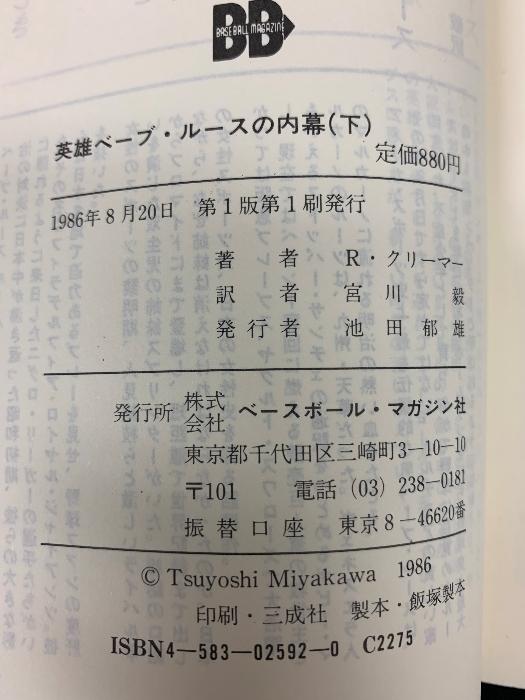 BB
BASEBALL MAGAZINE
英雄ベーブ・ルースの内幕(下)
定価880円
1986年8月20日 第1版第1刷発行
著者 R・クリーマー
訳者 宮川毅
発行者 池田郁雄
発行所 株式会社 ベースボール・マガジン社
東京都千代田区三崎町3-10-10
〒101 電話 (03) 238-0181
振替口座 東京8-46620番
© Tsuyoshi Miyakawa 1986
印刷・三成社 製本・飯塚製本
ISBN4-583-02592-0 C2275